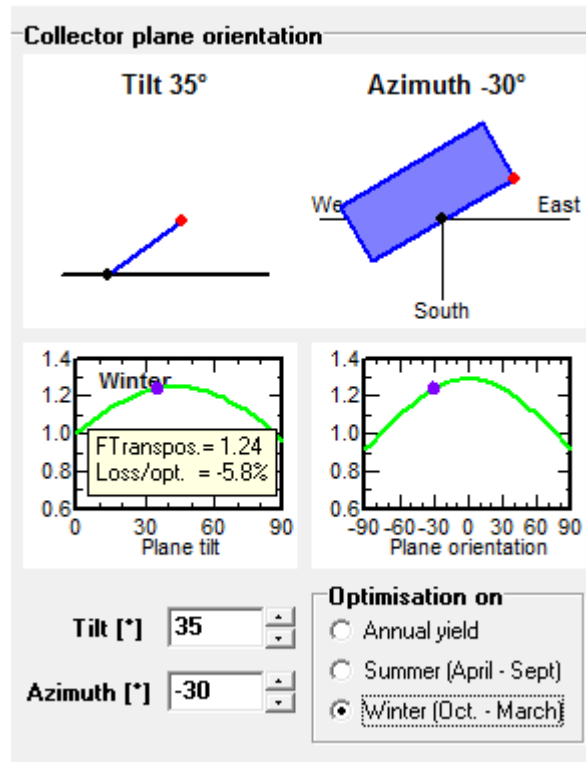 Collector plane orientation
Tilt 35°
Azimuth -30°
We
East
South
1.4
1.2
1.0
0.8
0.6
Winter
FTranspos.= 1.24
Loss/opt. = -5.8%
0 30 60 90
Plane tilt
1.4
1.2
1.0
0.8
0.6
-90 -60 -30 0 30 60 90
Plane orientation
Tilt [°] 35
Azimuth [°] -30
Optimisation on
Annual yield
Summer (April - Sept)
Winter (Oct. - March)